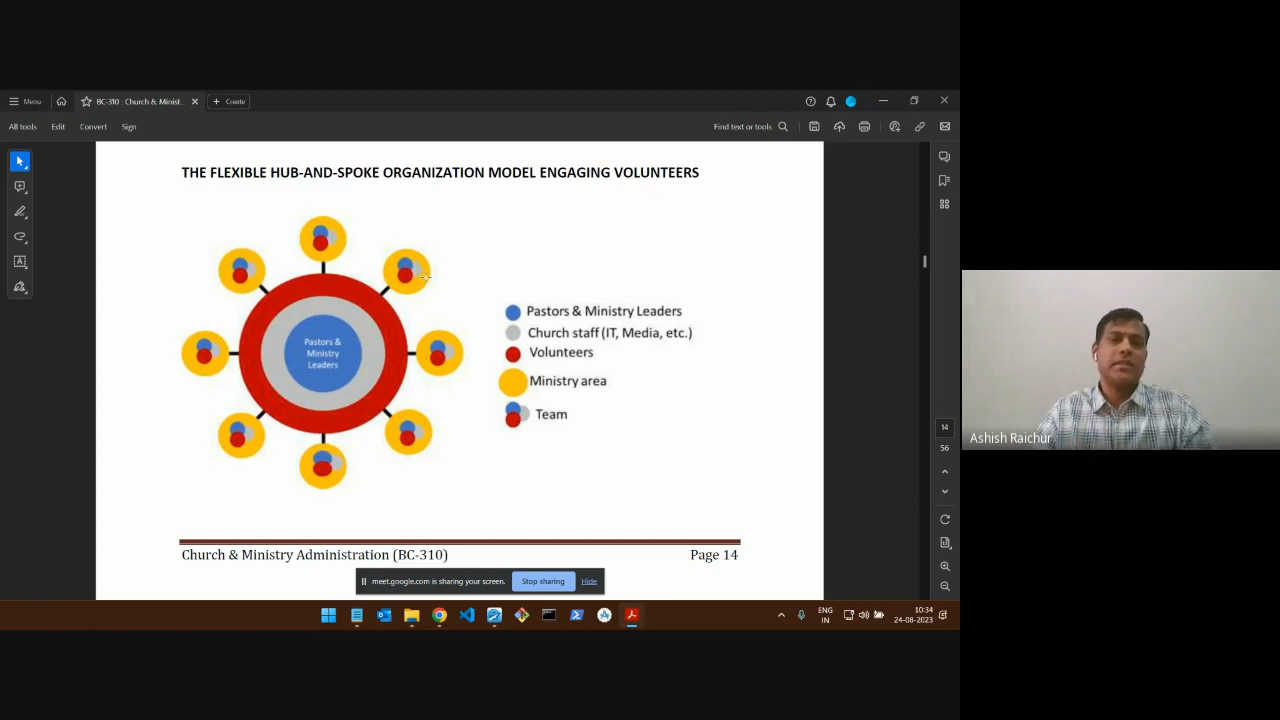 Menu
BC-310 : Church & Minist...
Create
All tools
Edit
Convert
Sign
Find text or tools
THE FLEXIBLE HUB-AND-SPOKE ORGANIZATION MODEL ENGAGING VOLUNTEERS
Pastors &
Ministry
Leaders
Pastors & Ministry Leaders
Church staff (IT, Media, etc.)
Volunteers
Ministry area
Team
14
56
Church & Ministry Administration (BC-310)
Page 14
meet.google.com is sharing your screen.
Stop sharing
Hide
ENG
IN
10:34
24-08-2023
Ashish Raichur